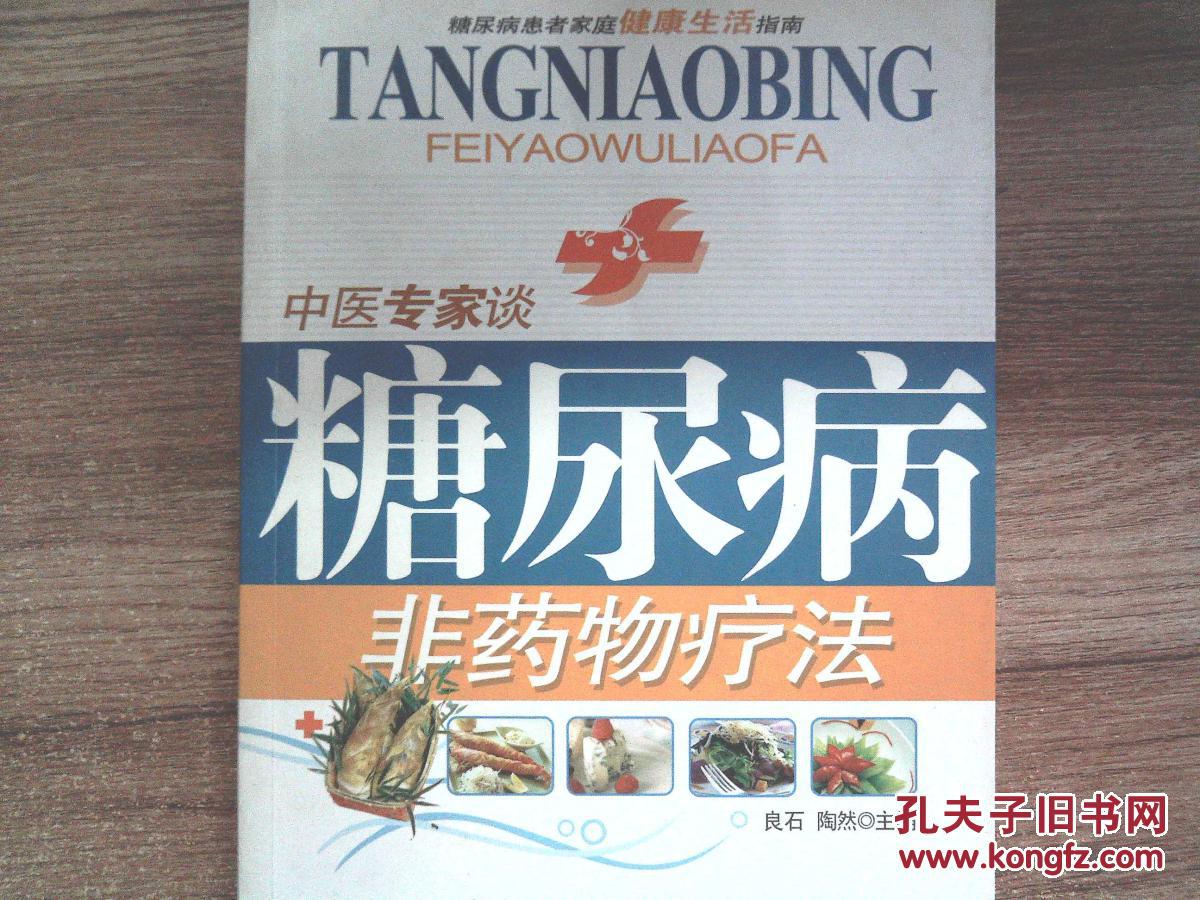 糖尿病患者家庭健康生活指南
TANGNIAOBING
FEIYAOWULIAOFA
中医专家谈
糖尿病
非药物疗法
良石 陶然◎主
孔夫子旧书网
www.kongfz.com